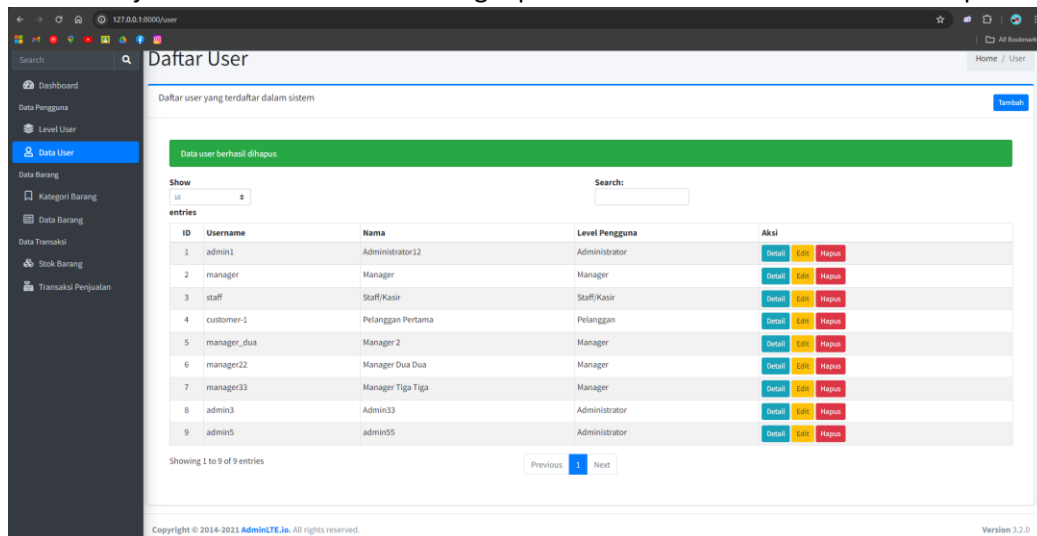 127.0.0.1:8000/user
All Bookmark
Search
Daftar User
Home / User
Dashboard
Daftar user yang terdaftar dalam sistem
Tambah
Data Pengguna
Level User
Data User
Data user berhasil dihapus
Data Barang
Kategori Barang
Data Barang
Data Transaksi
Stok Barang
Transaksi Penjualan
Show
10
entries
Search:
ID Username Nama Level Pengguna Aksi
1 admin1 Administrator12 Administrator Detail Edit Hapus
2 manager Manager Manager Detail Edit Hapus
3 staff Staff/Kasir Staff/Kasir Detail Edit Hapus
4 customer-1 Pelanggan Pertama Pelanggan Detail Edit Hapus
5 manager_dua Manager 2 Manager Detail Edit Hapus
6 manager22 Manager Dua Dua Manager Detail Edit Hapus
7 manager33 Manager Tiga Tiga Manager Detail Edit Hapus
8 admin3 Admin33 Administrator Detail Edit Hapus
9 admin5 admin55 Administrator Detail Edit Hapus
Showing 1 to 9 of 9 entries
Previous 1 Next
Copyright © 2014-2021 AdminLTE.io. All rights reserved.
Version 3.2.0